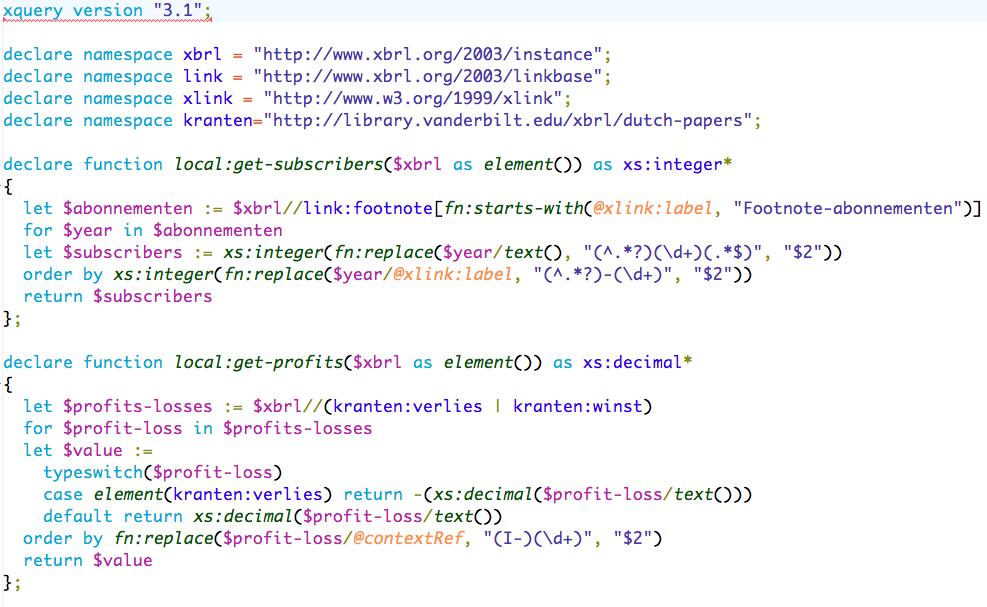 xquery version "3.1";
declare namespace xbrl = "http://www.xbrl.org/2003/instance";
declare namespace link = "http://www.xbrl.org/2003/linkbase";
declare namespace xlink = "http://www.w3.org/1999/xlink";
declare namespace kranten="http://library.vanderbilt.edu/xbrl/dutch-papers";
declare function local:get-subscribers($xbrl as element()) as xs:integer*
{
let $abonnementen := $xbrl//link:footnote[fn:starts-with(@xlink:label, "Footnote-abonnementen")]
for $year in $abonnementen
let $subscribers := xs:integer(fn:replace($year/text(), "(^.*?)(\d+)(.*$)", "$2"))
order by xs:integer(fn:replace($year/@xlink:label, "(^.*?)-(\d+)", "$2"))
return $subscribers
};
declare function local:get-profits($xbrl as element()) as xs:decimal*
{
let $profits-losses := $xbrl//(kranten:verlies | kranten:winst)
for $profit-loss in $profits-losses
let $value :=
typeswitch($profit-loss)
case element(kranten:verlies) return -(xs:decimal($profit-loss/text()))
default return xs:decimal($profit-loss/text())
order by fn:replace($profit-loss/@contextRef, "(I-)(\d+)", "$2")
return $value
};